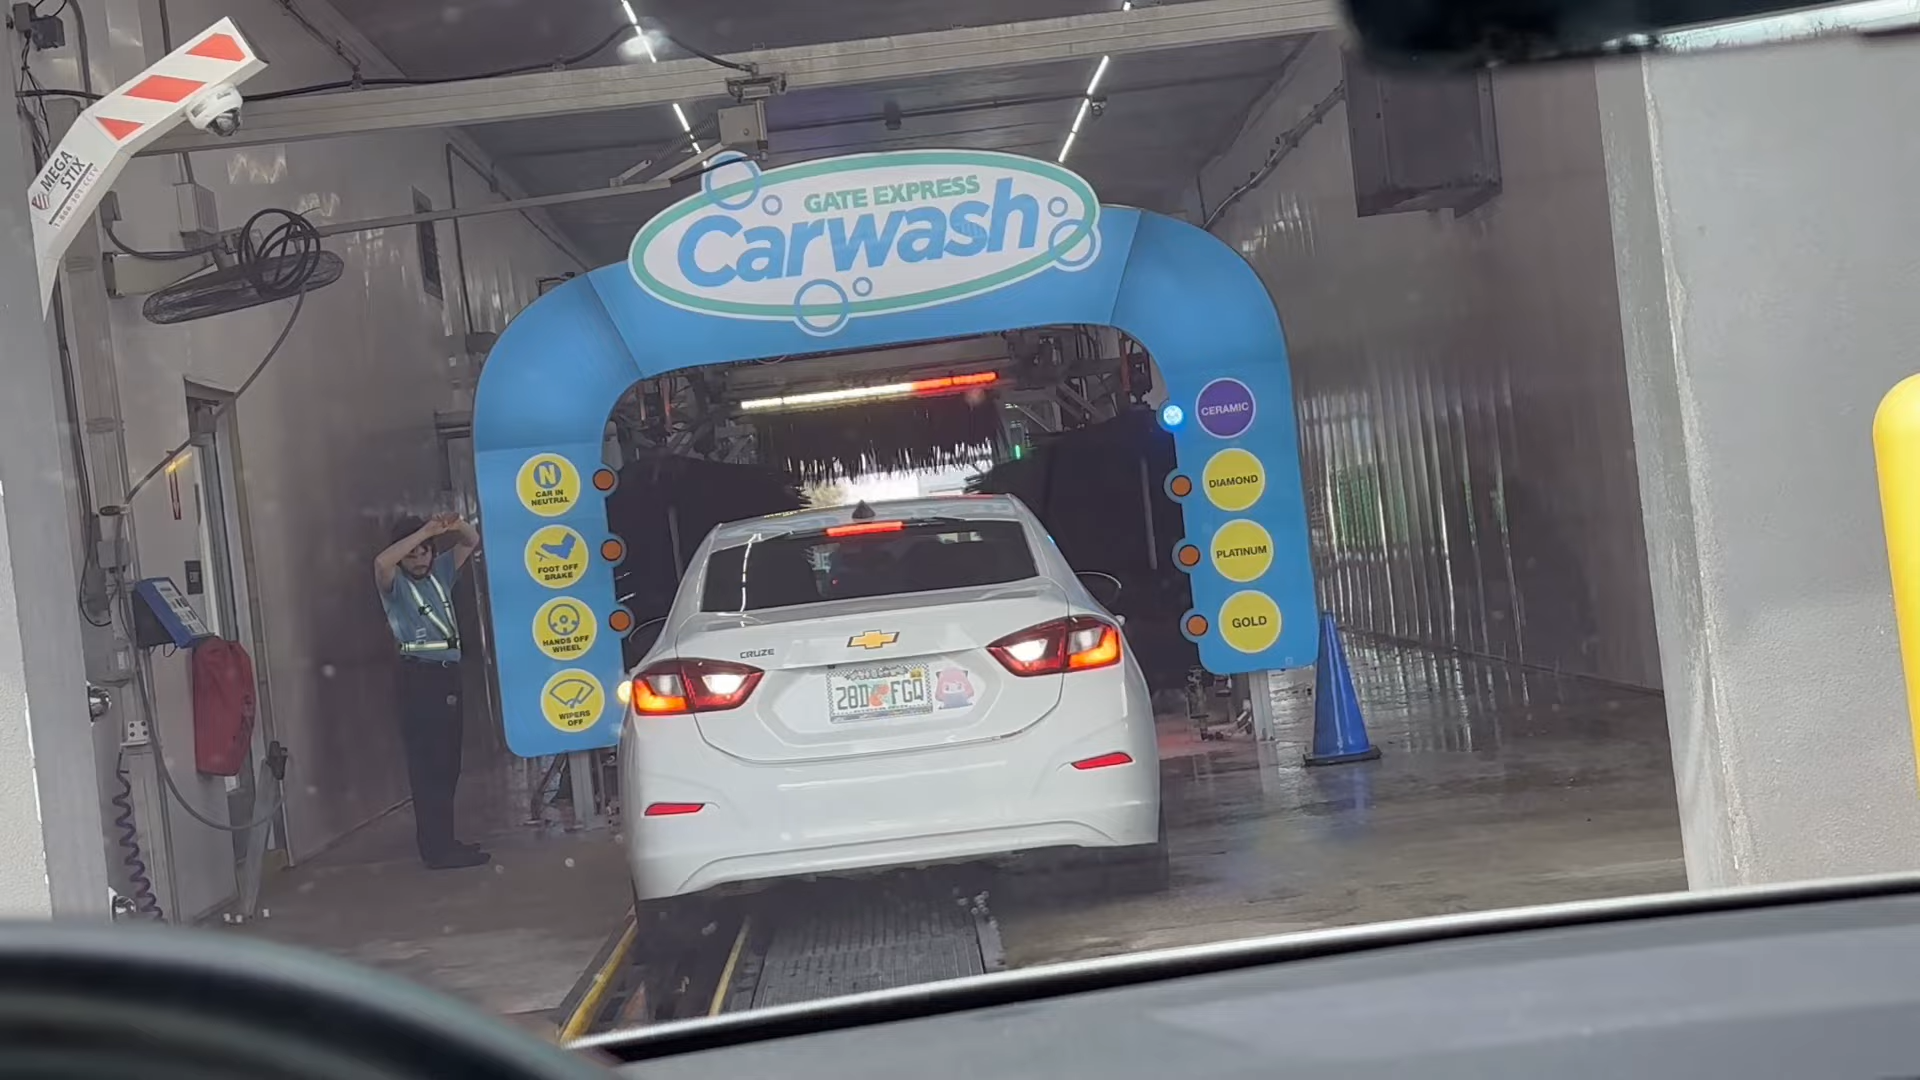 MEGA
STIX
GATE EXPRESS
Carwash
N
CAR IN
NEUTRAL
FOOT OFF
BRAKE
HANDS OFF
WHEEL
WIPERS
OFF
CERAMIC
DIAMOND
PLATINUM
GOLD
CRUZE
28D FGQ